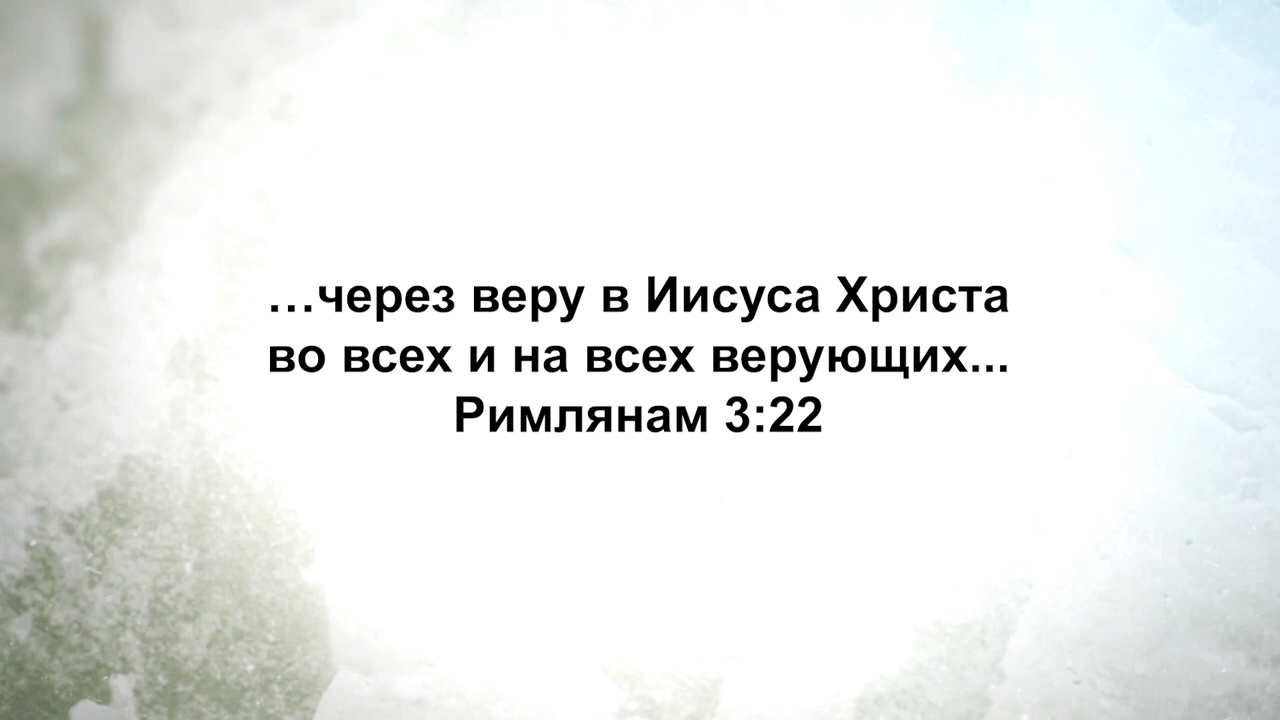 …через веру в Иисуса Христа
во всех и на всех верующих...
Римлянам 3:22